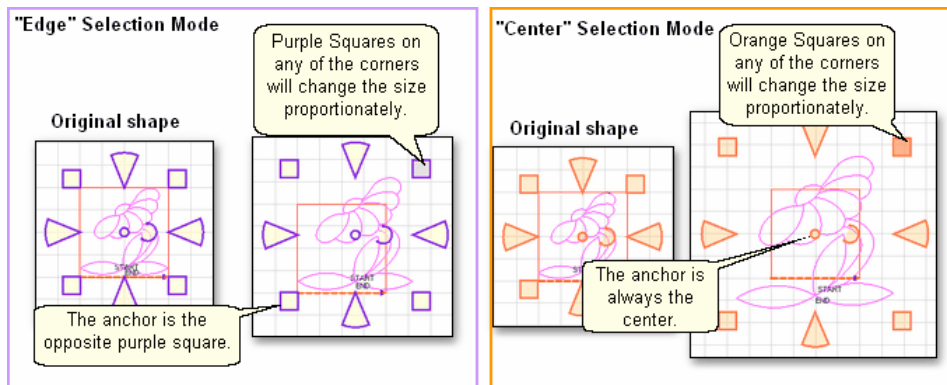 "Edge" Selection Mode
Purple Squares on
any of the corners
will change the size
proportionately.
Original shape
START
END
START
END
The anchor is the
opposite purple square.
"Center" Selection Mode
Orange Squares on
any of the corners
will change the size
proportionately.
Original shape
START
START
END
The anchor is
always the
center.